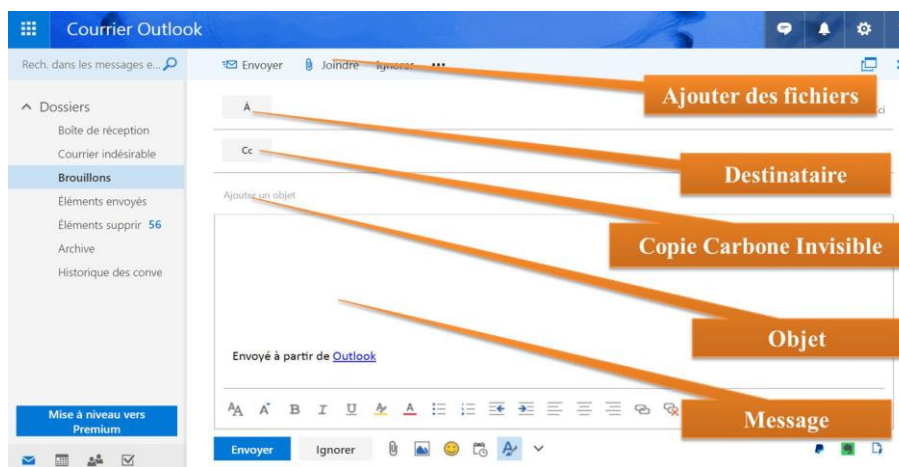 Courrier Outlook
Rech. dans les messages e...
Envoyer Joindre Ignorer ...
Ajouter des fichiers
Dossiers
À
Boîte de réception
Courrier indésirable
Cc
Destinataire
Brouillons
Éléments envoyés
Ajouter un objet
Éléments supprir 56
Archive
Copie Carbone Invisible
Historique des conve
Objet
Envoyé à partir de Outlook
Mise à niveau vers
Premium
Message
Envoyer Ignorer